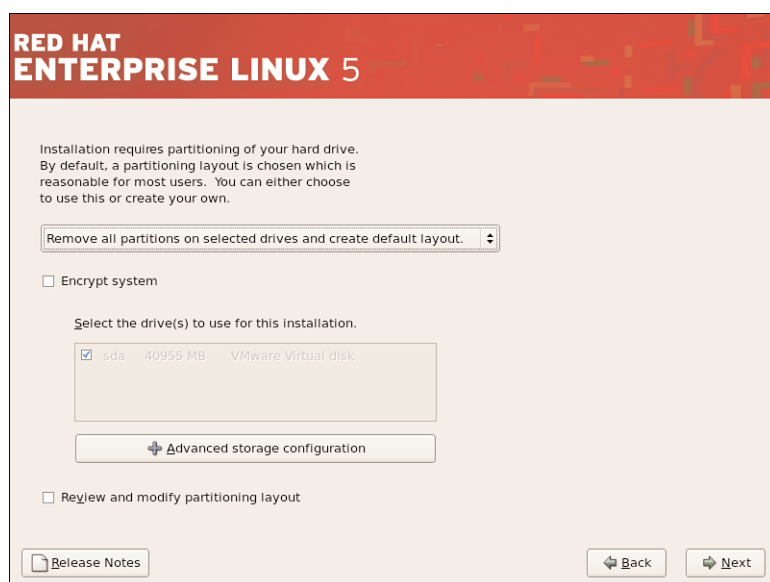 RED HAT
ENTERPRISE LINUX 5
Installation requires partitioning of your hard drive.
By default, a partitioning layout is chosen which is
reasonable for most users.  You can either choose
to use this or create your own.
Remove all partitions on selected drives and create default layout.
Encrypt system
Select the drive(s) to use for this installation.
sda 40955 MB VMware Virtual disk
Advanced storage configuration
Review and modify partitioning layout
Release Notes
Back
Next